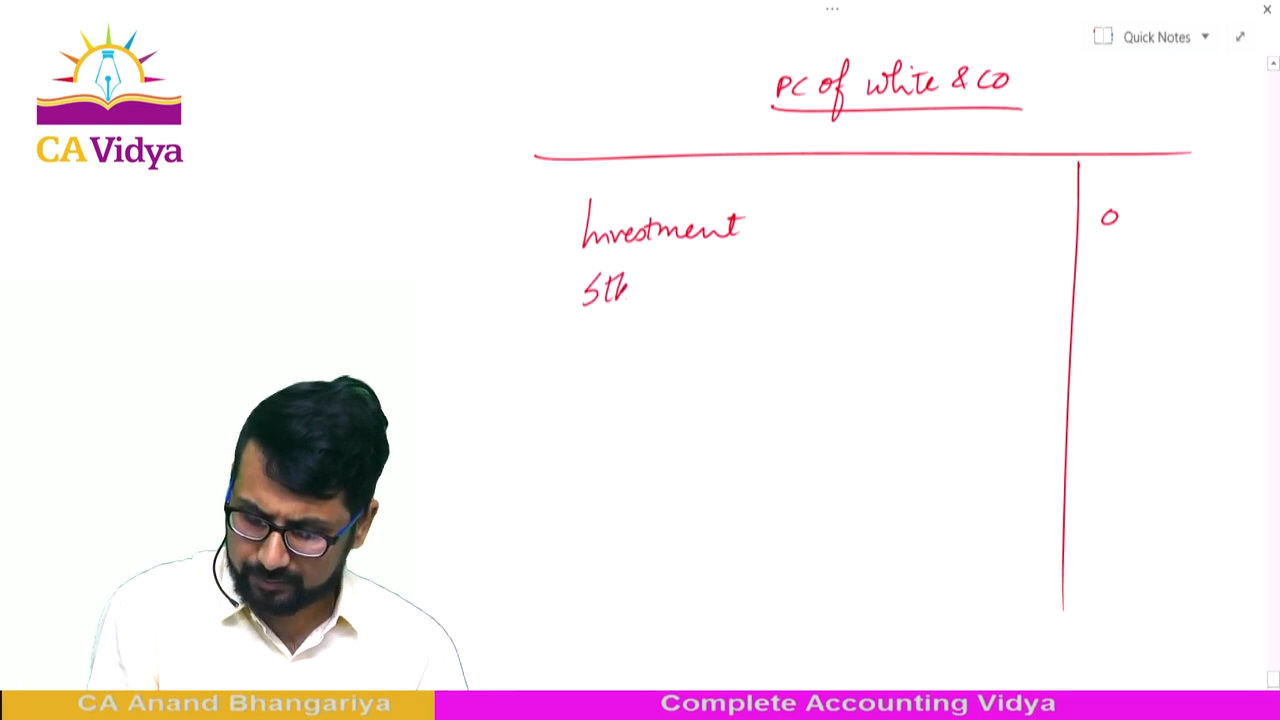 CA Vidya
Quick Notes
PC of White & CO
Investment
0
Stk
CA Anand Bhangariya
Complete Accounting Vidya